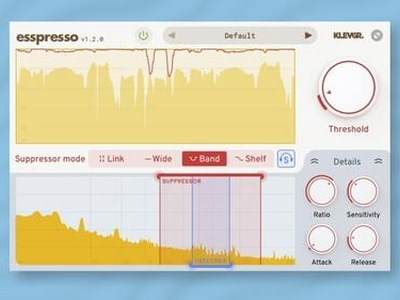 esspresso v1.2.0
Default
KLEVGR.
Threshold
Suppressor mode
Link
Wide
Band
Shelf
S
Details
SUPPRESSOR
Ratio
Sensitivity
DETECTOR
Attack
Release